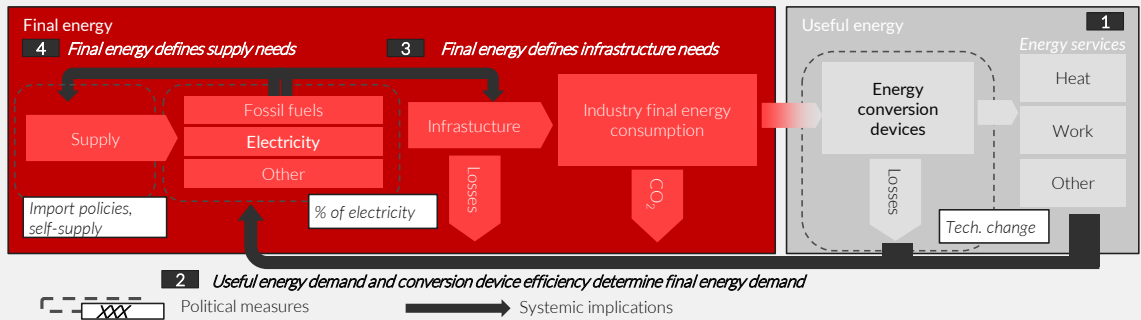 Final energy
4 Final energy defines supply needs
3 Final energy defines infrastructure needs
Useful energy
1
Energy services
Supply
Fossil fuels
Electricity
Other
Infrastucture
Losses
Industry final energy
consumption
CO₂
Energy
conversion
devices
Losses
Heat
Work
Other
Import policies,
self-supply
% of electricity
Tech. change
2 Useful energy demand and conversion device efficiency determine final energy demand
XXX Political measures
Systemic implications